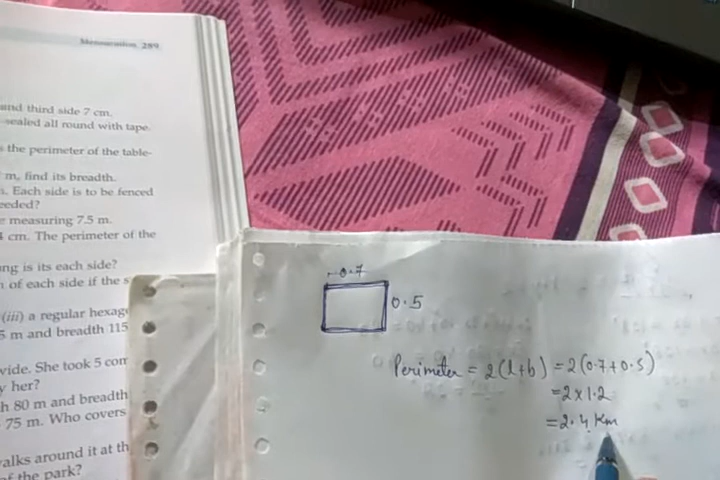 Mensuration 289
and third side 7 cm.
sealed all round with tape
the perimeter of the table-
m, find its breadth.
. Each side is to be fenced
eeded?
measuring 7.5 m.
cm. The perimeter of the
ng is its each side?
of each side if the s
(iii) a regular hexag
5 m and breadth 115
vide. She took 5 
y her?
h 80 m and breadth
75 m. Who covers
alks around it at th
of the park?
0.7
0.5
Perimeter = 2(l+b) = 2(0.7+0.5)
=2×1.2
=2.4 Km